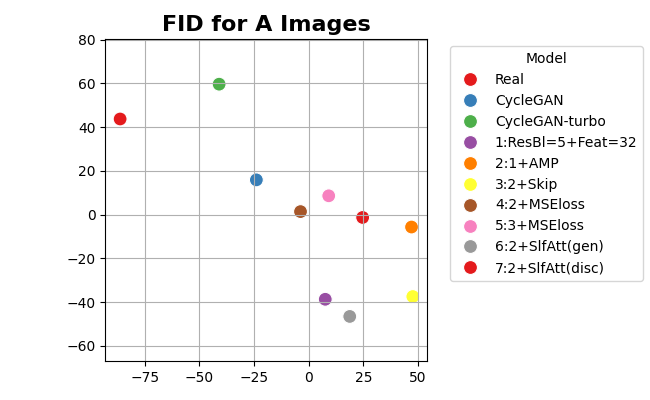 FID for A Images
80
60
40
20
0
−20
−40
−60
−75
−50
−25
0
25
50
Model
Real
CycleGAN
CycleGAN-turbo
1:ResBl=5+Feat=32
2:1+AMP
3:2+Skip
4:2+MSEloss
5:3+MSEloss
6:2+SlfAtt(gen)
7:2+SlfAtt(disc)